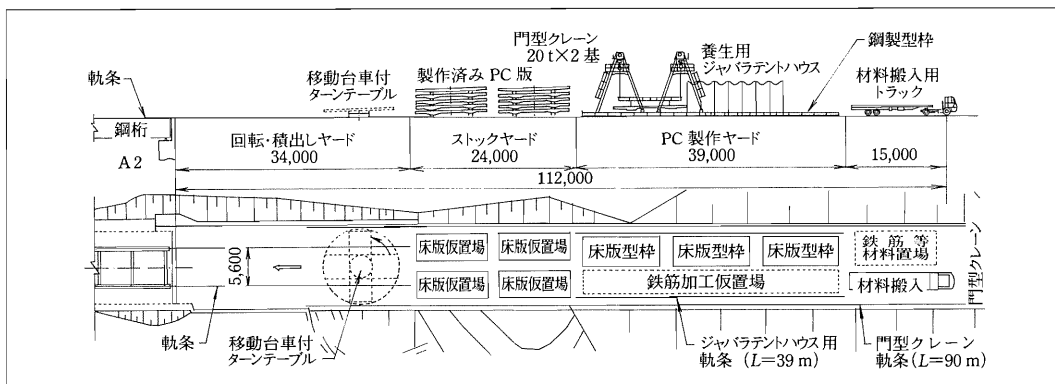 門型クレーン
20 t×2 基
養生用
ジャバラテントハウス
鋼製型枠
軌条
移動台車付
ターンテーブル
製作済み PC 版
材料搬入用
トラック
鋼桁
A 2
回転・積出しヤード
34,000
ストックヤード
24,000
PC 製作ヤード
39,000
15,000
112,000
5,600
床版仮置場
床版仮置場
床版型枠
床版型枠
床版型枠
鉄 筋 等
材料置場
床版仮置場
床版仮置場
鉄筋加工仮置場
材料搬入
門型クレーン
軌条
移動台車付
ターンテーブル
ジャバラテントハウス用
軌条 (L=39 m)
門型クレーン
軌条(L=90 m)